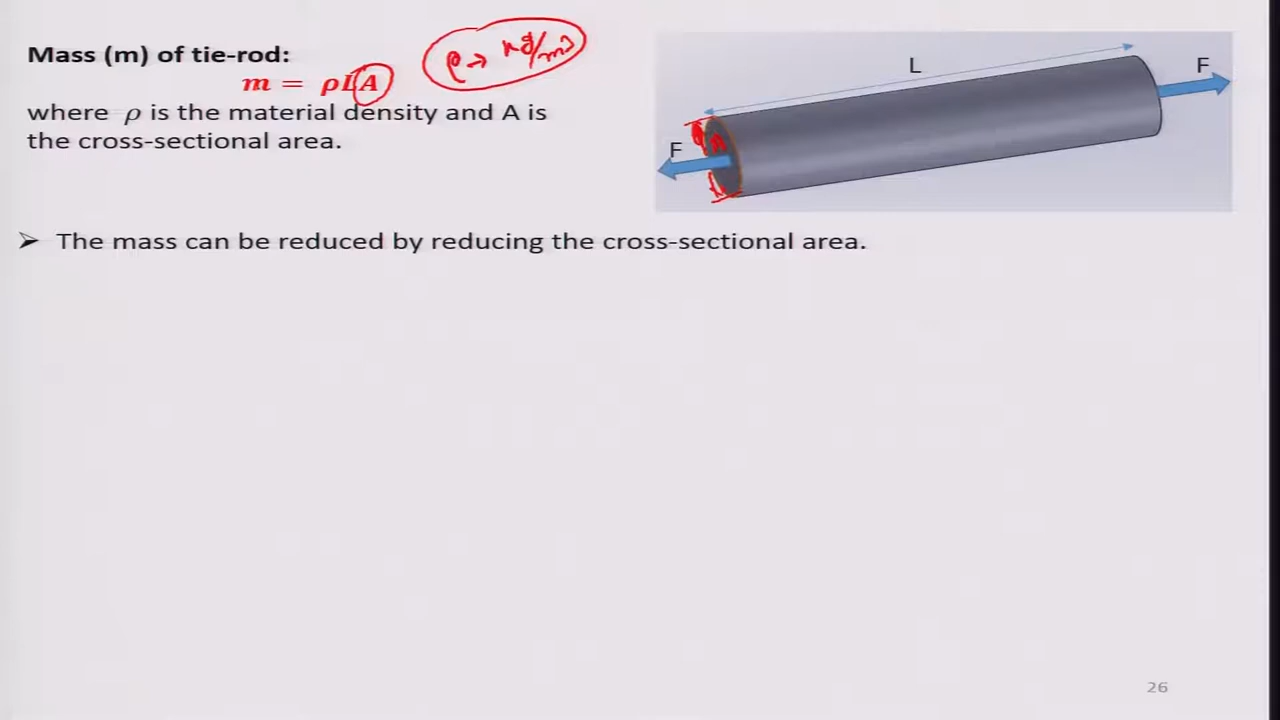 Mass (m) of tie-rod:
m = ρLA
ρ → kg/m³
where ρ is the material density and A is
the cross-sectional area.
L
F
F
➤ The mass can be reduced by reducing the cross-sectional area.
26